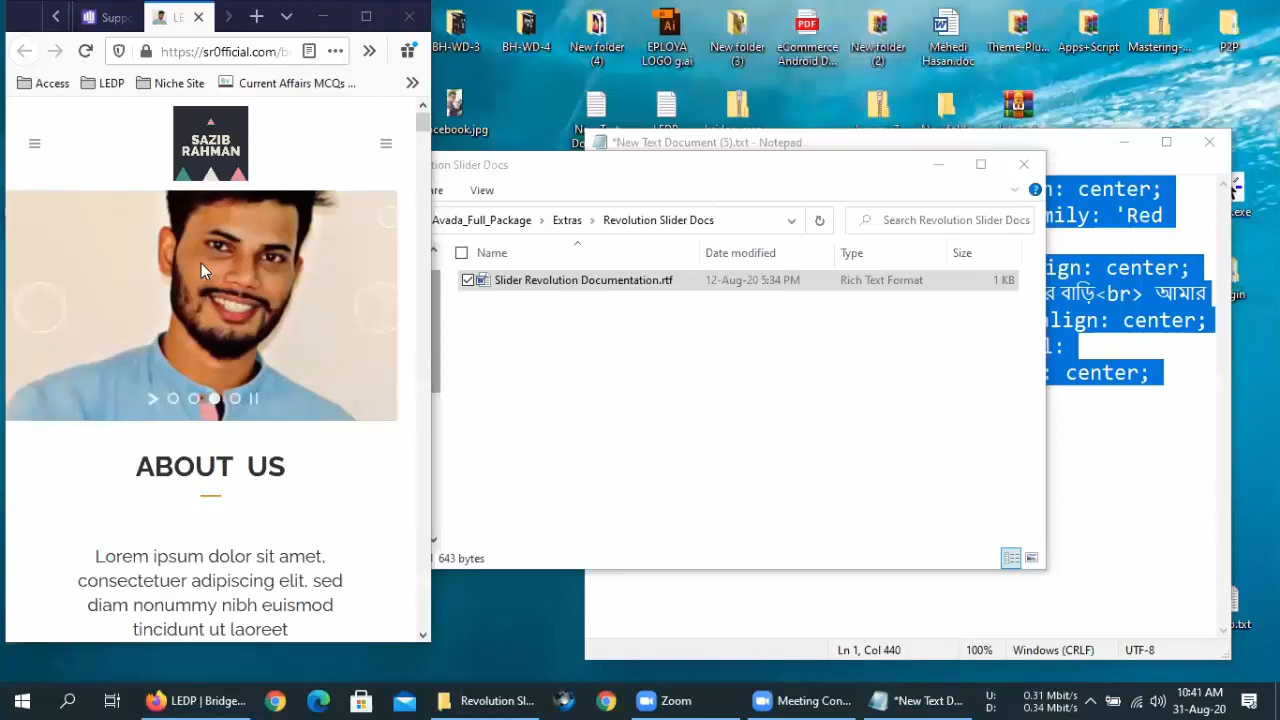 Supp
LE
https://sr0fficial.com/b
Access
LEDP
Niche Site
Current Affairs MCQs ...
SAZIB
RAHMAN
ABOUT US
Lorem ipsum dolor sit amet,
consectetuer adipiscing elit, sed
diam nonummy nibh euismod
tincidunt ut laoreet
BH-WD-3
BH-WD-4
New folder
(4)
EPLOYA
LOGO g.ai
New folder
(3)
eCommerce
Android D...
New folder
(2)
Mehedi
Hasan.doc
Theme-Plu...
Apps+Script
Mastering-...
P2P
cebook.jpg
*New Text Document (5).txt - Notepad
tion Slider Docs
are
View
Avada_Full_Package
Extras
Revolution Slider Docs
Search Revolution Slider Docs
Name
Date modified
Type
Size
Slider Revolution Documentation.rtf
12-Aug-20 5:34 PM
Rich Text Format
1 KB
643 bytes
n: center;
mily: 'Red
ign: center;
র বাড়ি<br> আমার
lign: center;
l:
: center;
.exe
gin
p.txt
Ln 1, Col 440
100%
Windows (CRLF)
UTF-8
LEDP | Bridge...
Revolution Sl...
Zoom
Meeting Con...
*New Text D...
U:
0.31 Mbit/s
D:
0.34 Mbit/s
10:41 AM
31-Aug-20